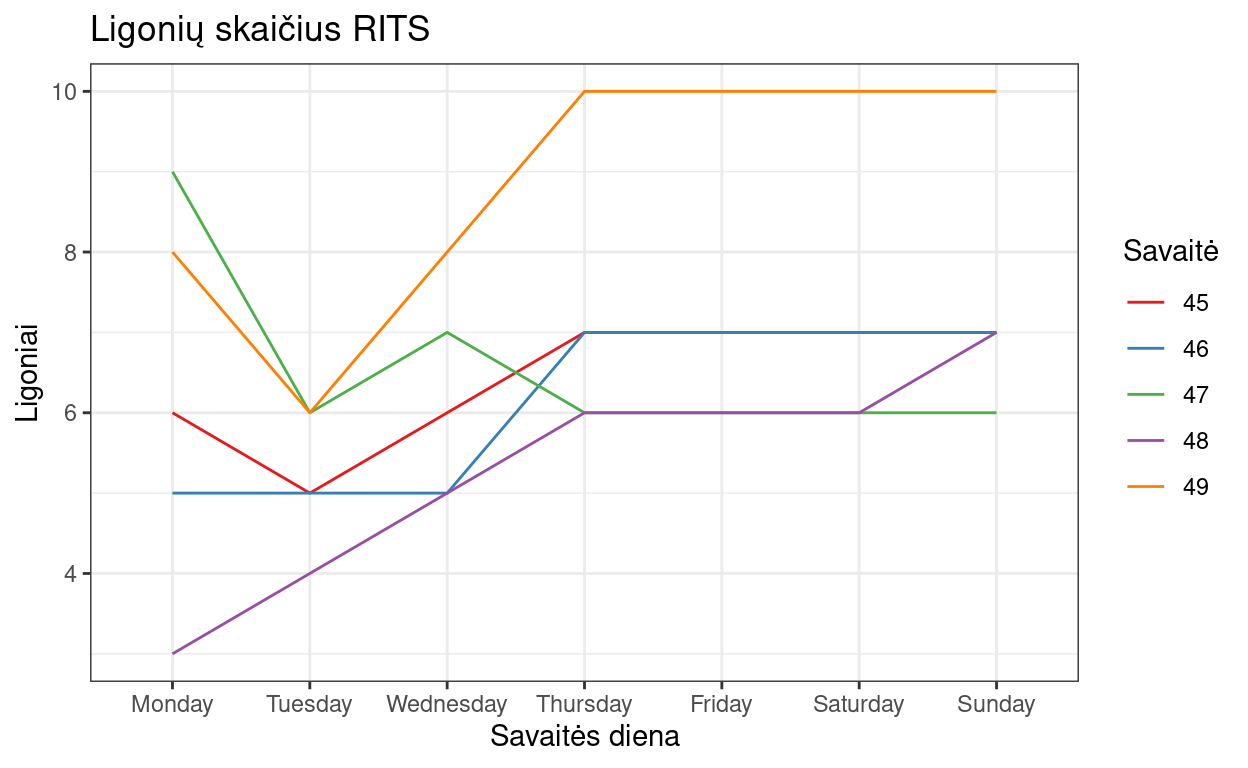 Ligonių skaičius RITS
Ligoniai
10
8
6
4
Monday Tuesday Wednesday Thursday Friday Saturday Sunday
Savaitės diena
Savaitė
45
46
47
48
49